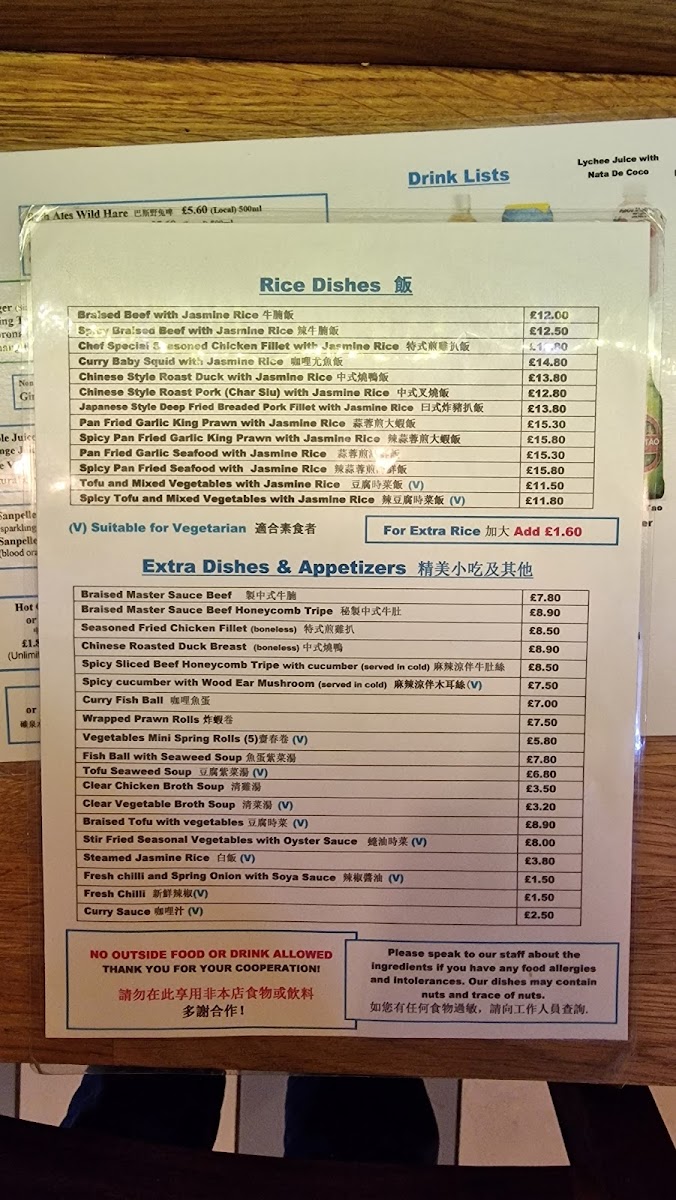 Drink Lists
Lychee Juice with
Nata De Coco
Ales Wild Hare 巴斯野兔啤 £5.60 (Local) 500ml
Rice Dishes 飯
Braised Beef with Jasmine Rice 牛腩飯 £12.00
Spicy Braised Beef with Jasmine Rice 辣牛腩飯 £12.50
Chef Special Seasoned Chicken Fillet with Jasmine Rice 特式煎雞扒飯
Curry Baby Squid with Jasmine Rice 咖哩尤魚飯 £14.80
Chinese Style Roast Duck with Jasmine Rice 中式燒鴨飯 £13.80
Chinese Style Roast Pork (Char Siu) with Jasmine Rice 中式叉燒飯 £12.80
Japanese Style Deep Fried Breaded Pork Fillet with Jasmine Rice 日式炸豬扒飯 £13.80
Pan Fried Garlic King Prawn with Jasmine Rice 蒜蓉煎大蝦飯 £15.30
Spicy Pan Fried Garlic King Prawn with Jasmine Rice 辣蒜蓉煎大蝦飯 £15.80
Pan Fried Garlic Seafood with Jasmine Rice 蒜蓉煎 飯 £15.30
Spicy Pan Fried Seafood with Jasmine Rice 辣蒜蓉煎 鮮飯 £15.80
Tofu and Mixed Vegetables with Jasmine Rice 豆腐時菜飯 (V) £11.50
Spicy Tofu and Mixed Vegetables with Jasmine Rice 辣豆腐時菜飯 (V) £11.80
(V) Suitable for Vegetarian 適合素食者
For Extra Rice 加大 Add £1.60
Extra Dishes & Appetizers 精美小吃及其他
Braised Master Sauce Beef 製中式牛腩 £7.80
Braised Master Sauce Beef Honeycomb Tripe 秘製中式牛肚 £8.90
Seasoned Fried Chicken Fillet (boneless) 特式煎雞扒 £8.50
Chinese Roasted Duck Breast (boneless) 中式燒鴨 £8.90
Spicy Sliced Beef Honeycomb Tripe with cucumber (served in cold) 麻辣涼伴牛肚絲 £8.50
Spicy cucumber with Wood Ear Mushroom (served in cold) 麻辣涼伴木耳絲(V) £7.50
Curry Fish Ball 咖哩魚蛋 £7.00
Wrapped Prawn Rolls 炸蝦卷 £7.50
Vegetables Mini Spring Rolls (5)齋春卷 (V) £5.80
Fish Ball with Seaweed Soup 魚蛋紫菜湯 £7.80
Tofu Seaweed Soup 豆腐紫菜湯 (V) £6.80
Clear Chicken Broth Soup 清雞湯 £3.50
Clear Vegetable Broth Soup 清菜湯 (V) £3.20
Braised Tofu with vegetables 豆腐時菜 (V) £8.90
Stir Fried Seasonal Vegetables with Oyster Sauce 蠔油時菜 (V) £8.00
Steamed Jasmine Rice 白飯 (V) £3.80
Fresh chilli and Spring Onion with Soya Sauce 辣椒醬油 (V) £1.50
Fresh Chilli 新鮮辣椒(V) £1.50
Curry Sauce 咖哩汁 (V) £2.50
NO OUTSIDE FOOD OR DRINK ALLOWED
THANK YOU FOR YOUR COOPERATION!
請勿在此享用非本店食物或飲料
多謝合作!
Please speak to our staff about the
ingredients if you have any food allergies
and intolerances. Our dishes may contain
nuts and trace of nuts.
如您有任何食物過敏，請向工作人員查詢.